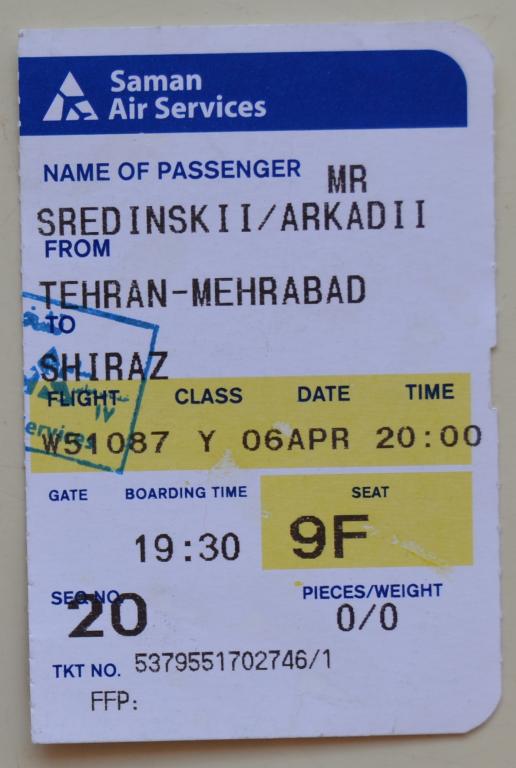 Saman
Air Services
NAME OF PASSENGER MR
SREDINSKII/ARKADII
FROM
TEHRAN-MEHRABAD
TO
SHIRAZ
FLIGHT CLASS DATE TIME
W51087 Y 06APR 20:00
GATE BOARDING TIME SEAT
19:30 9F
SEQ NO. PIECES/WEIGHT
20 0/0
TKT NO. 5379551702746/1
FFP: